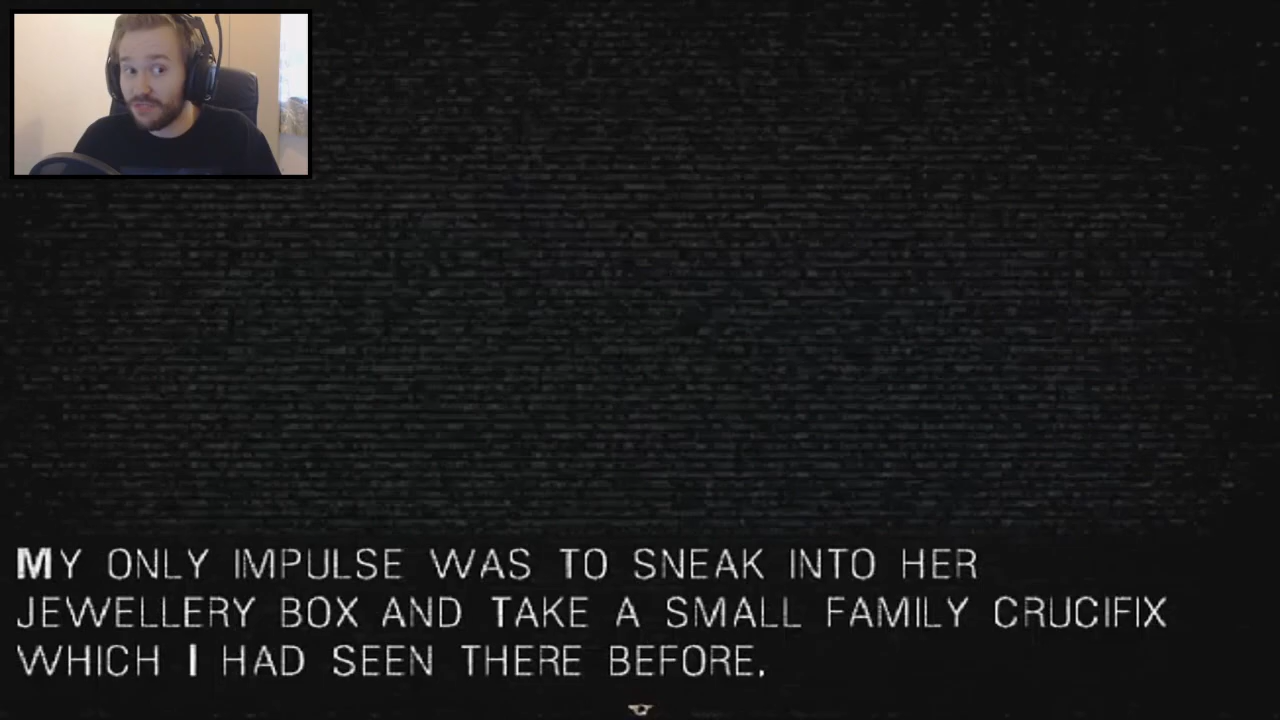 MY ONLY IMPULSE WAS TO SNEAK INTO HER
JEWELLERY BOX AND TAKE A SMALL FAMILY CRUCIFIX
WHICH I HAD SEEN THERE BEFORE.